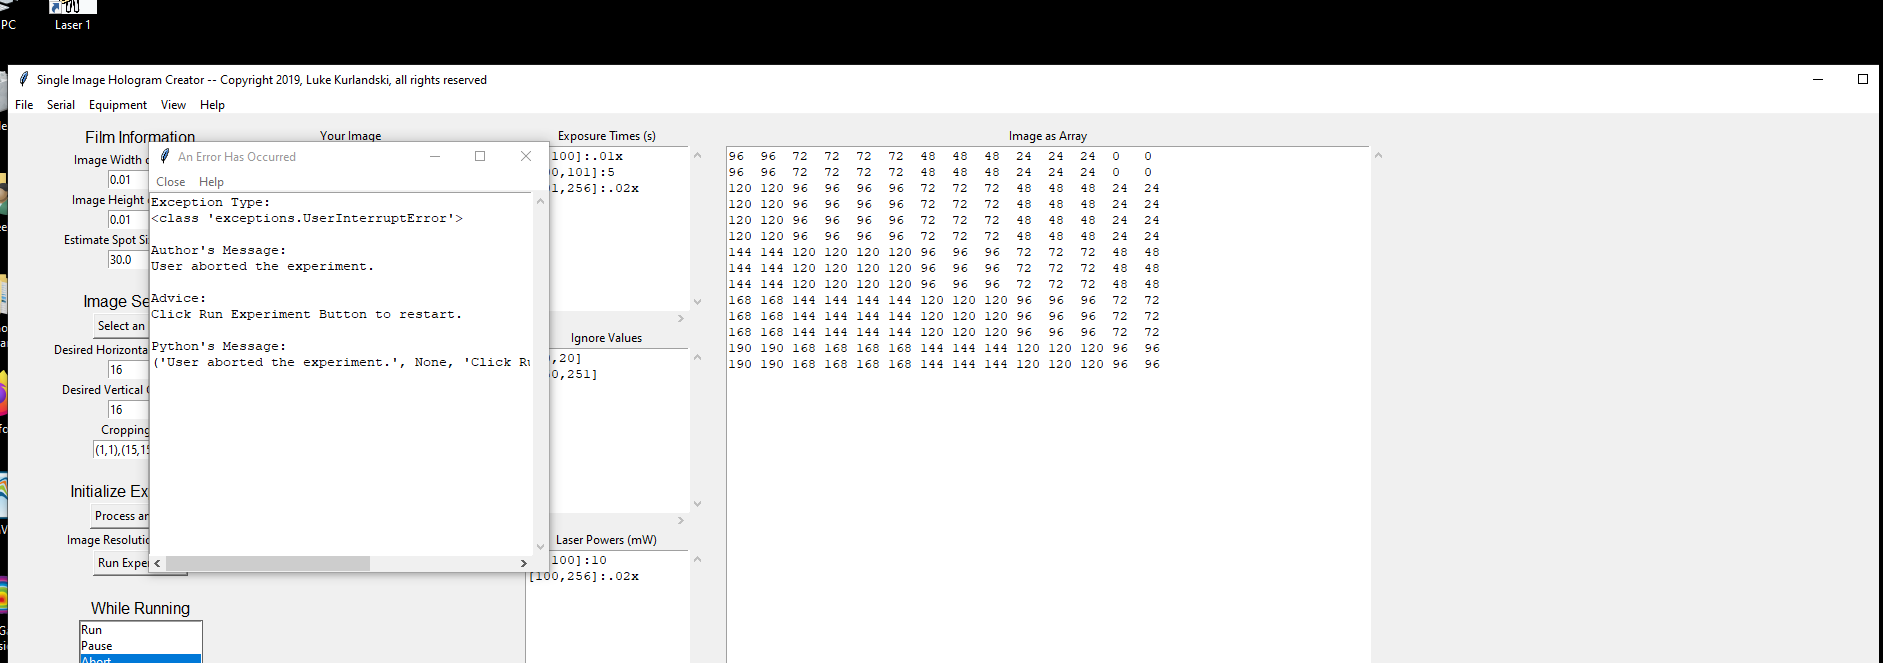 PC
Laser 1
Single Image Hologram Creator -- Copyright 2019, Luke Kurlandski, all rights reserved
File Serial Equipment View Help
Film Information
Image Width
0.01
Image Height
0.01
Estimate Spot Si
30.0
Image Se
Select an
Desired Horizonta
16
Desired Vertical
16
Cropping
(1,1),(15,15
Initialize Ex
Process an
Image Resolutio
Run Expe
While Running
Run
Pause
Abort
Your Image
An Error Has Occurred
Close Help
Exception Type:
<class 'exceptions.UserInterruptError'>
Author's Message:
User aborted the experiment.
Advice:
Click Run Experiment Button to restart.
Python's Message:
('User aborted the experiment.', None, 'Click Ru
Exposure Times (s)
100]:.01x
0,101]:5
1,256]:.02x
Ignore Values
,20]
0,251]
Laser Powers (mW)
100]:10
[100,256]:.02x
Image as Array
96 96 72 72 72 72 48 48 48 24 24 24 0 0
96 96 72 72 72 72 48 48 48 24 24 24 0 0
120 120 96 96 96 96 72 72 72 48 48 48 24 24
120 120 96 96 96 96 72 72 72 48 48 48 24 24
120 120 96 96 96 96 72 72 72 48 48 48 24 24
120 120 96 96 96 96 72 72 72 48 48 48 24 24
144 144 120 120 120 120 96 96 96 72 72 72 48 48
144 144 120 120 120 120 96 96 96 72 72 72 48 48
144 144 120 120 120 120 96 96 96 72 72 72 48 48
168 168 144 144 144 144 120 120 120 96 96 96 72 72
168 168 144 144 144 144 120 120 120 96 96 96 72 72
168 168 144 144 144 144 120 120 120 96 96 96 72 72
190 190 168 168 168 168 144 144 144 120 120 120 96 96
190 190 168 168 168 168 144 144 144 120 120 120 96 96